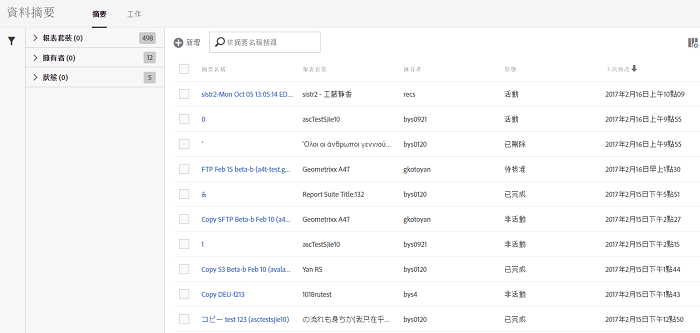 資料摘要 摘要 工作
報表套裝 (0) 498
擁有者 (0) 12
狀態 (0) 5
新增 依摘要名稱搜尋
摘要名稱 報表套裝 擁有者 狀態 上次修改
sistr2-Mon Oct 05 13:05:14 ED... sistr2 - 工藤静香 recs 活動 2017年2月16日上午10點09
0 ascTestSJie10 bys0921 活動 2017年2月16日上午9點55
" 'Όλοι οι άνθρωποι γεννιού... bys0120 已刪除 2017年2月16日上午9點55
FTP Feb 15 beta-b (a4t-test.g... Geometrixx A4T gkotoyan 待核准 2017年2月16日早上1點30
& Report Suite Title:132 bys0120 已完成 2017年2月15日下午5點51
Copy SFTP Beta-b Feb 10 (a4... Geometrixx A4T gkotoyan 非活動 2017年2月15日下午2點27
1 ascTestSJie10 bys0921 非活動 2017年2月15日下午2點15
Copy S3 Beta-b Feb 10 (avala... Yan RS bys0120 已完成 2017年2月15日下午1點44
Copy DEU-f213 1018rutest bys4 非活動 2017年2月15日下午1點43
コピー test 123 (asctestsjie10) の流れも身ちか(我只在乎... bys0120 已完成 2017年2月15日下午12點50